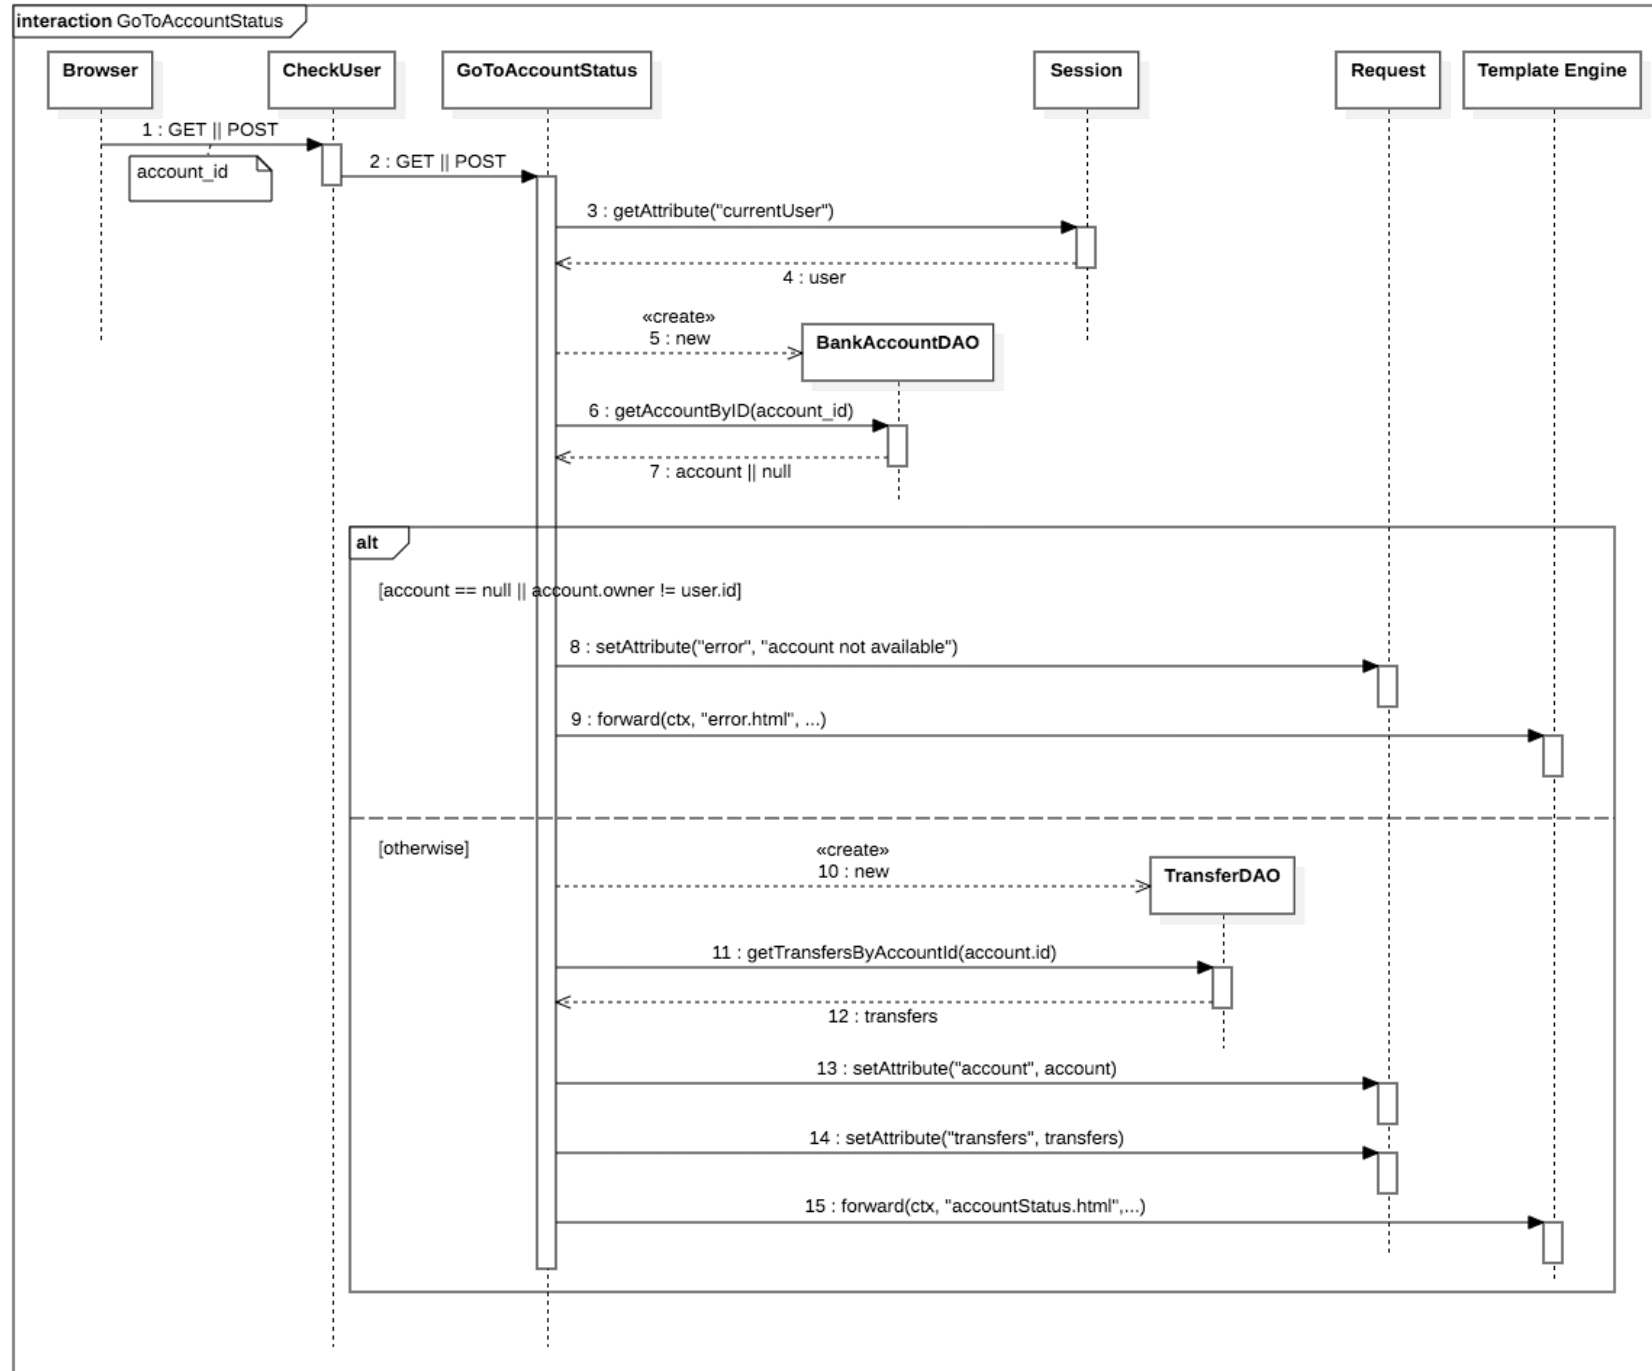 interaction GoToAccountStatus
Browser
CheckUser
GoToAccountStatus
Session
Request
Template Engine
1 : GET || POST
account_id
2 : GET || POST
3 : getAttribute("currentUser")
4 : user
«create»
5 : new
BankAccountDAO
6 : getAccountByID(account_id)
7 : account || null
alt
[account == null || account.owner != user.id]
8 : setAttribute("error", "account not available")
9 : forward(ctx, "error.html", ...)
[otherwise]
«create»
10 : new
TransferDAO
11 : getTransfersByAccountId(account.id)
12 : transfers
13 : setAttribute("account", account)
14 : setAttribute("transfers", transfers)
15 : forward(ctx, "accountStatus.html",...)